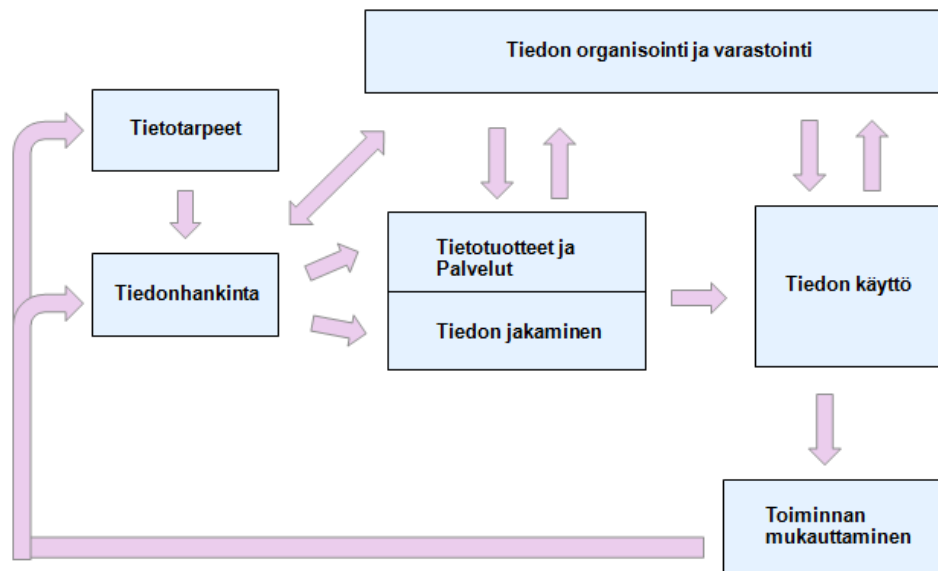 Tiedon organisointi ja varastointi
Tietotarpeet
Tiedonhankinta
Tietotuotteet ja
Palvelut
Tiedon jakaminen
Tiedon käyttö
Toiminnan
mukauttaminen